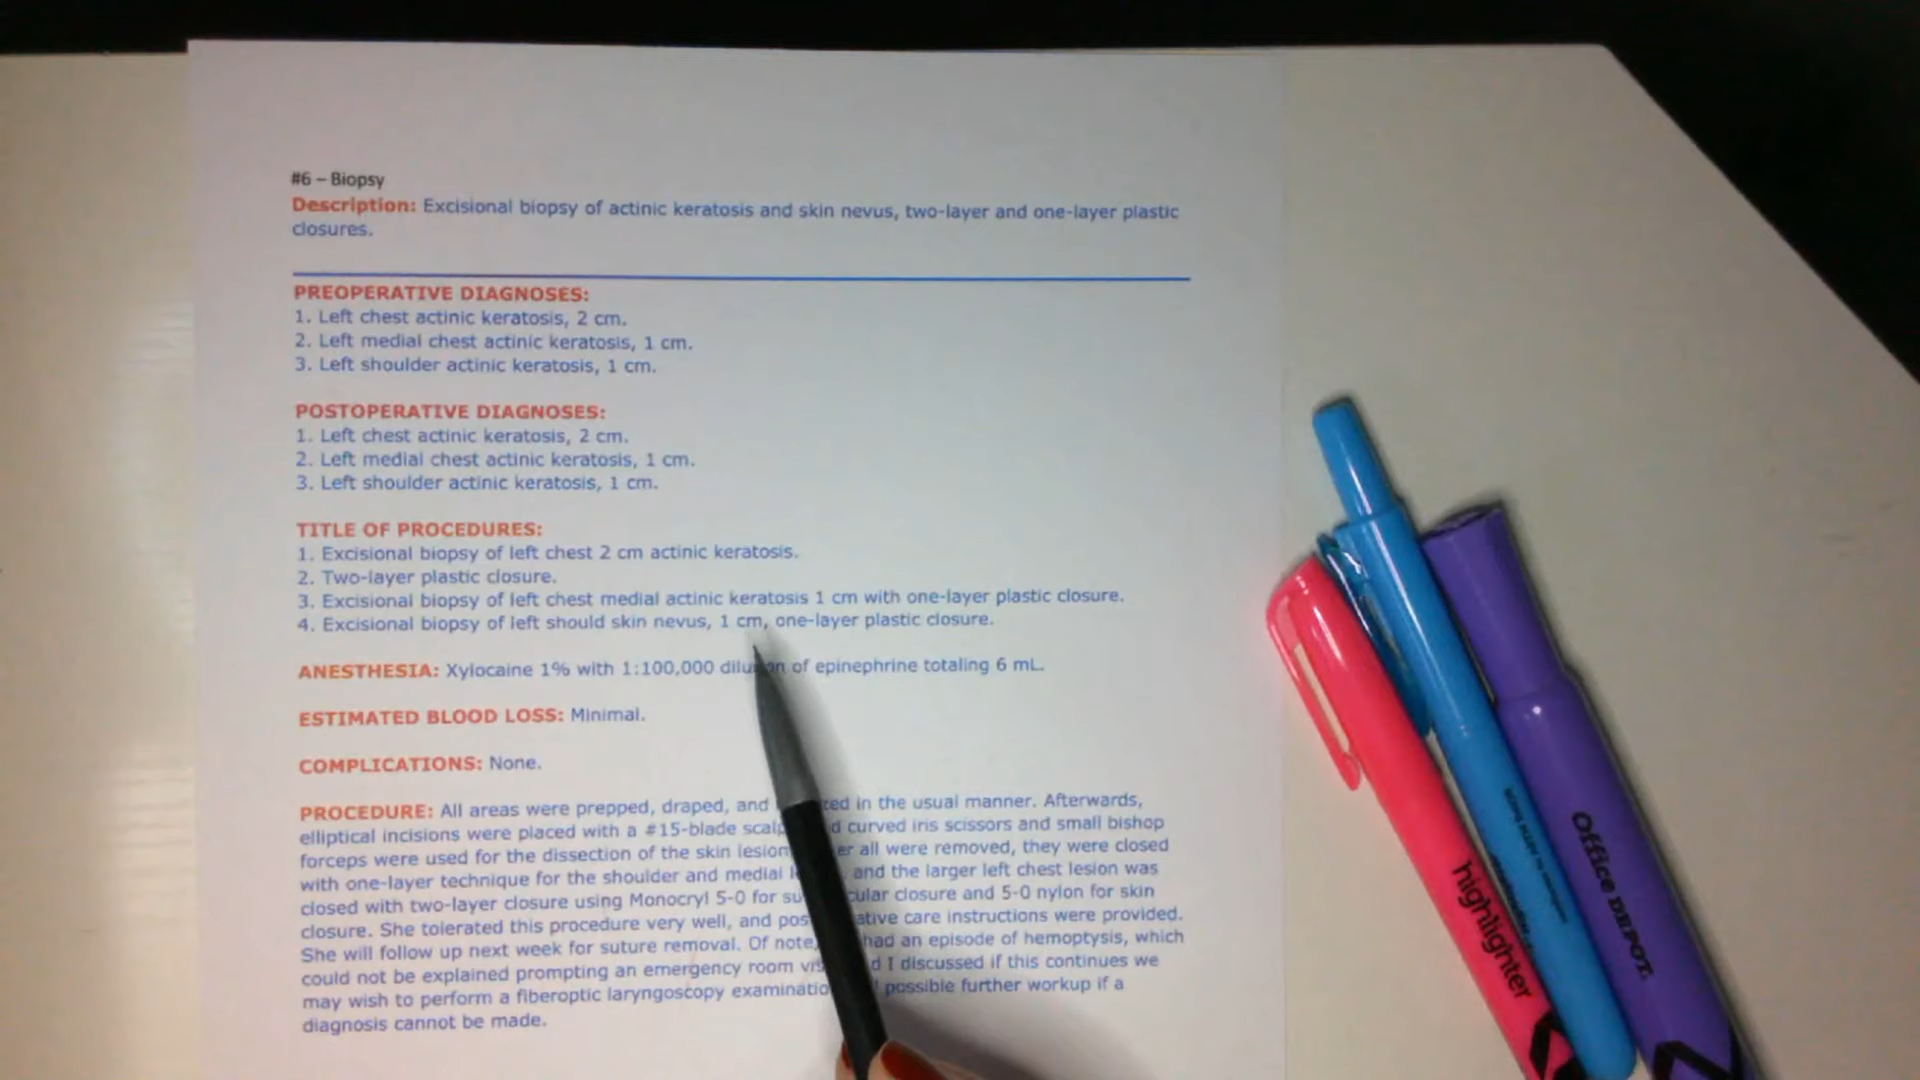 #6 – Biopsy
Description: Excisional biopsy of actinic keratosis and skin nevus, two-layer and one-layer plastic
closures.
PREOPERATIVE DIAGNOSES:
1. Left chest actinic keratosis, 2 cm.
2. Left medial chest actinic keratosis, 1 cm.
3. Left shoulder actinic keratosis, 1 cm.
POSTOPERATIVE DIAGNOSES:
1. Left chest actinic keratosis, 2 cm.
2. Left medial chest actinic keratosis, 1 cm.
3. Left shoulder actinic keratosis, 1 cm.
TITLE OF PROCEDURES:
1. Excisional biopsy of left chest 2 cm actinic keratosis.
2. Two-layer plastic closure.
3. Excisional biopsy of left chest medial actinic keratosis 1 cm with one-layer plastic closure.
4. Excisional biopsy of left should skin nevus, 1 cm, one-layer plastic closure.
ANESTHESIA: Xylocaine 1% with 1:100,000 dilution of epinephrine totaling 6 mL.
ESTIMATED BLOOD LOSS: Minimal.
COMPLICATIONS: None.
PROCEDURE: All areas were prepped, draped, and in the usual manner. Afterwards,
elliptical incisions were placed with a #15-blade curved iris scissors and small bishop
forceps were used for the dissection of the skin all were removed, they were closed
with one-layer technique for the shoulder and medial and the larger left chest lesion was
closed with two-layer closure using Monocryl 5-0 for closure and 5-0 nylon for skin
closure. She tolerated this procedure very well, and care instructions were provided.
She will follow up next week for suture removal. Of note, had an episode of hemoptysis, which
could not be explained prompting an emergency room I discussed if this continues we
may wish to perform a fiberoptic laryngoscopy possible further workup if a
diagnosis cannot be made.
highlighter
Office DEPOT